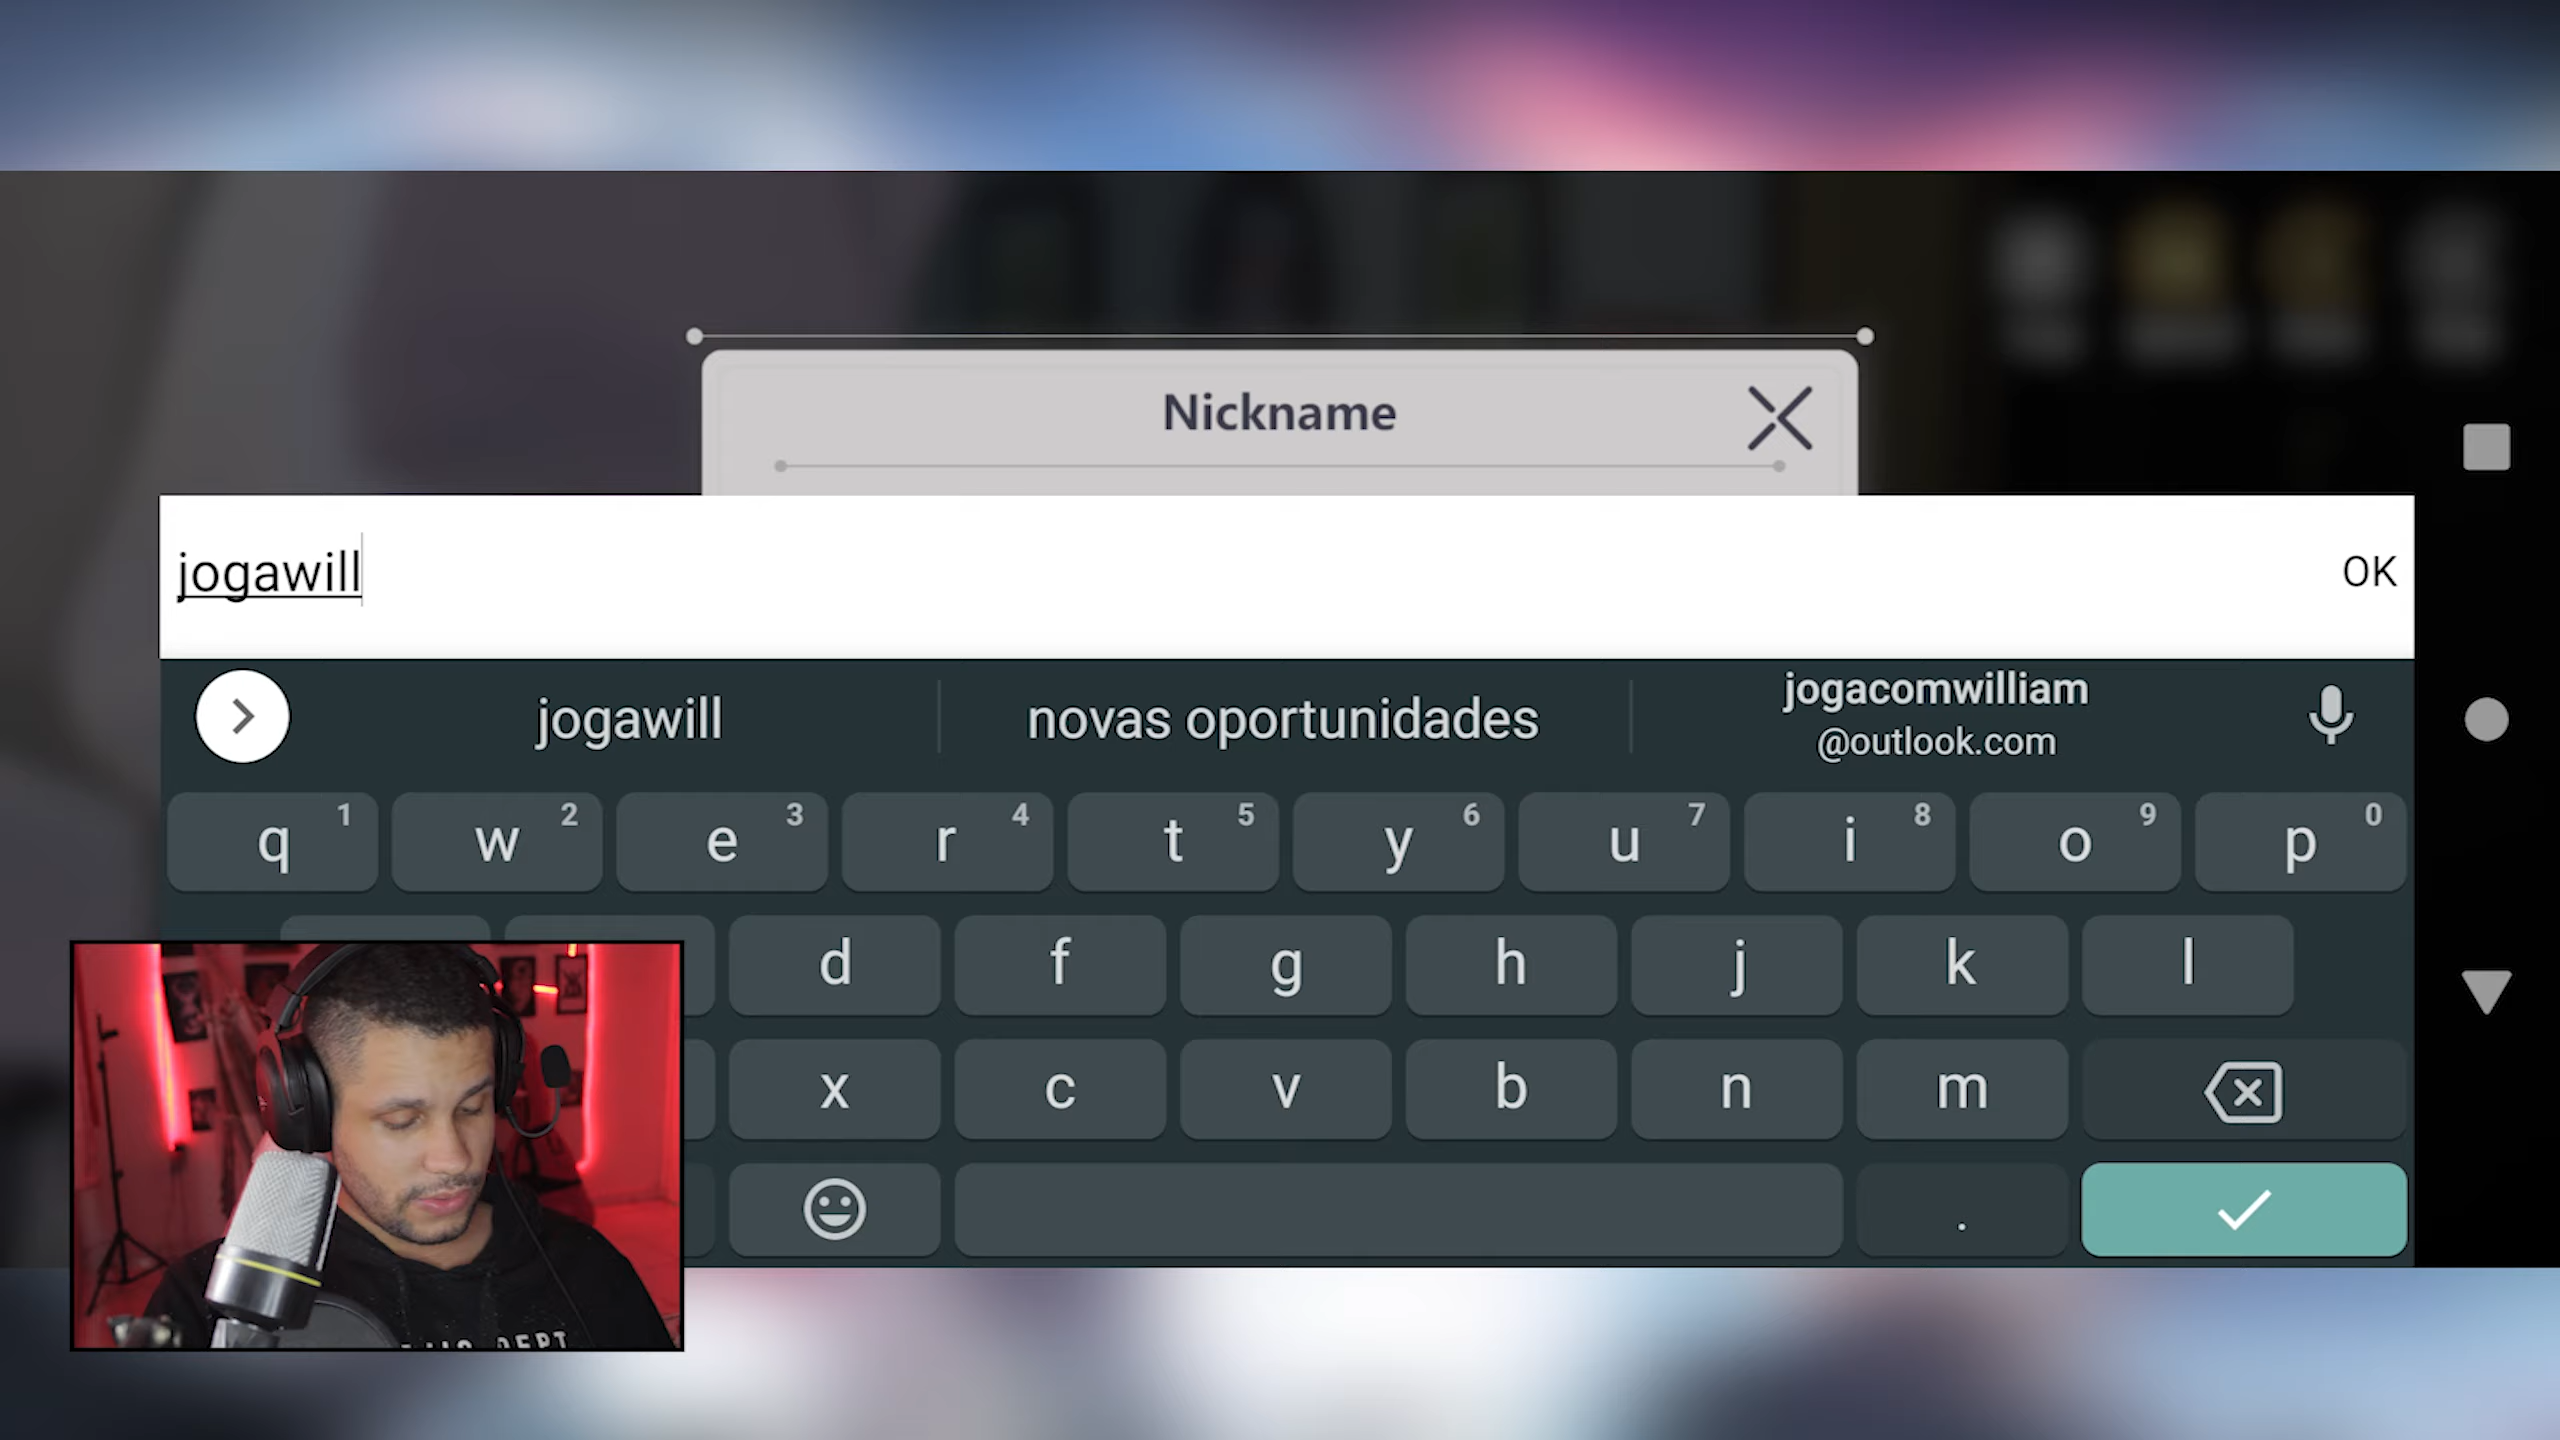 Nickname
jogawill
OK
jogawill
novas oportunidades
jogacomwilliam
@outlook.com
q 1 w 2 e 3 r 4 t 5 y 6 u 7 i 8 o 9 p 0
d f g h j k l
x c v b n m
.
DEPT